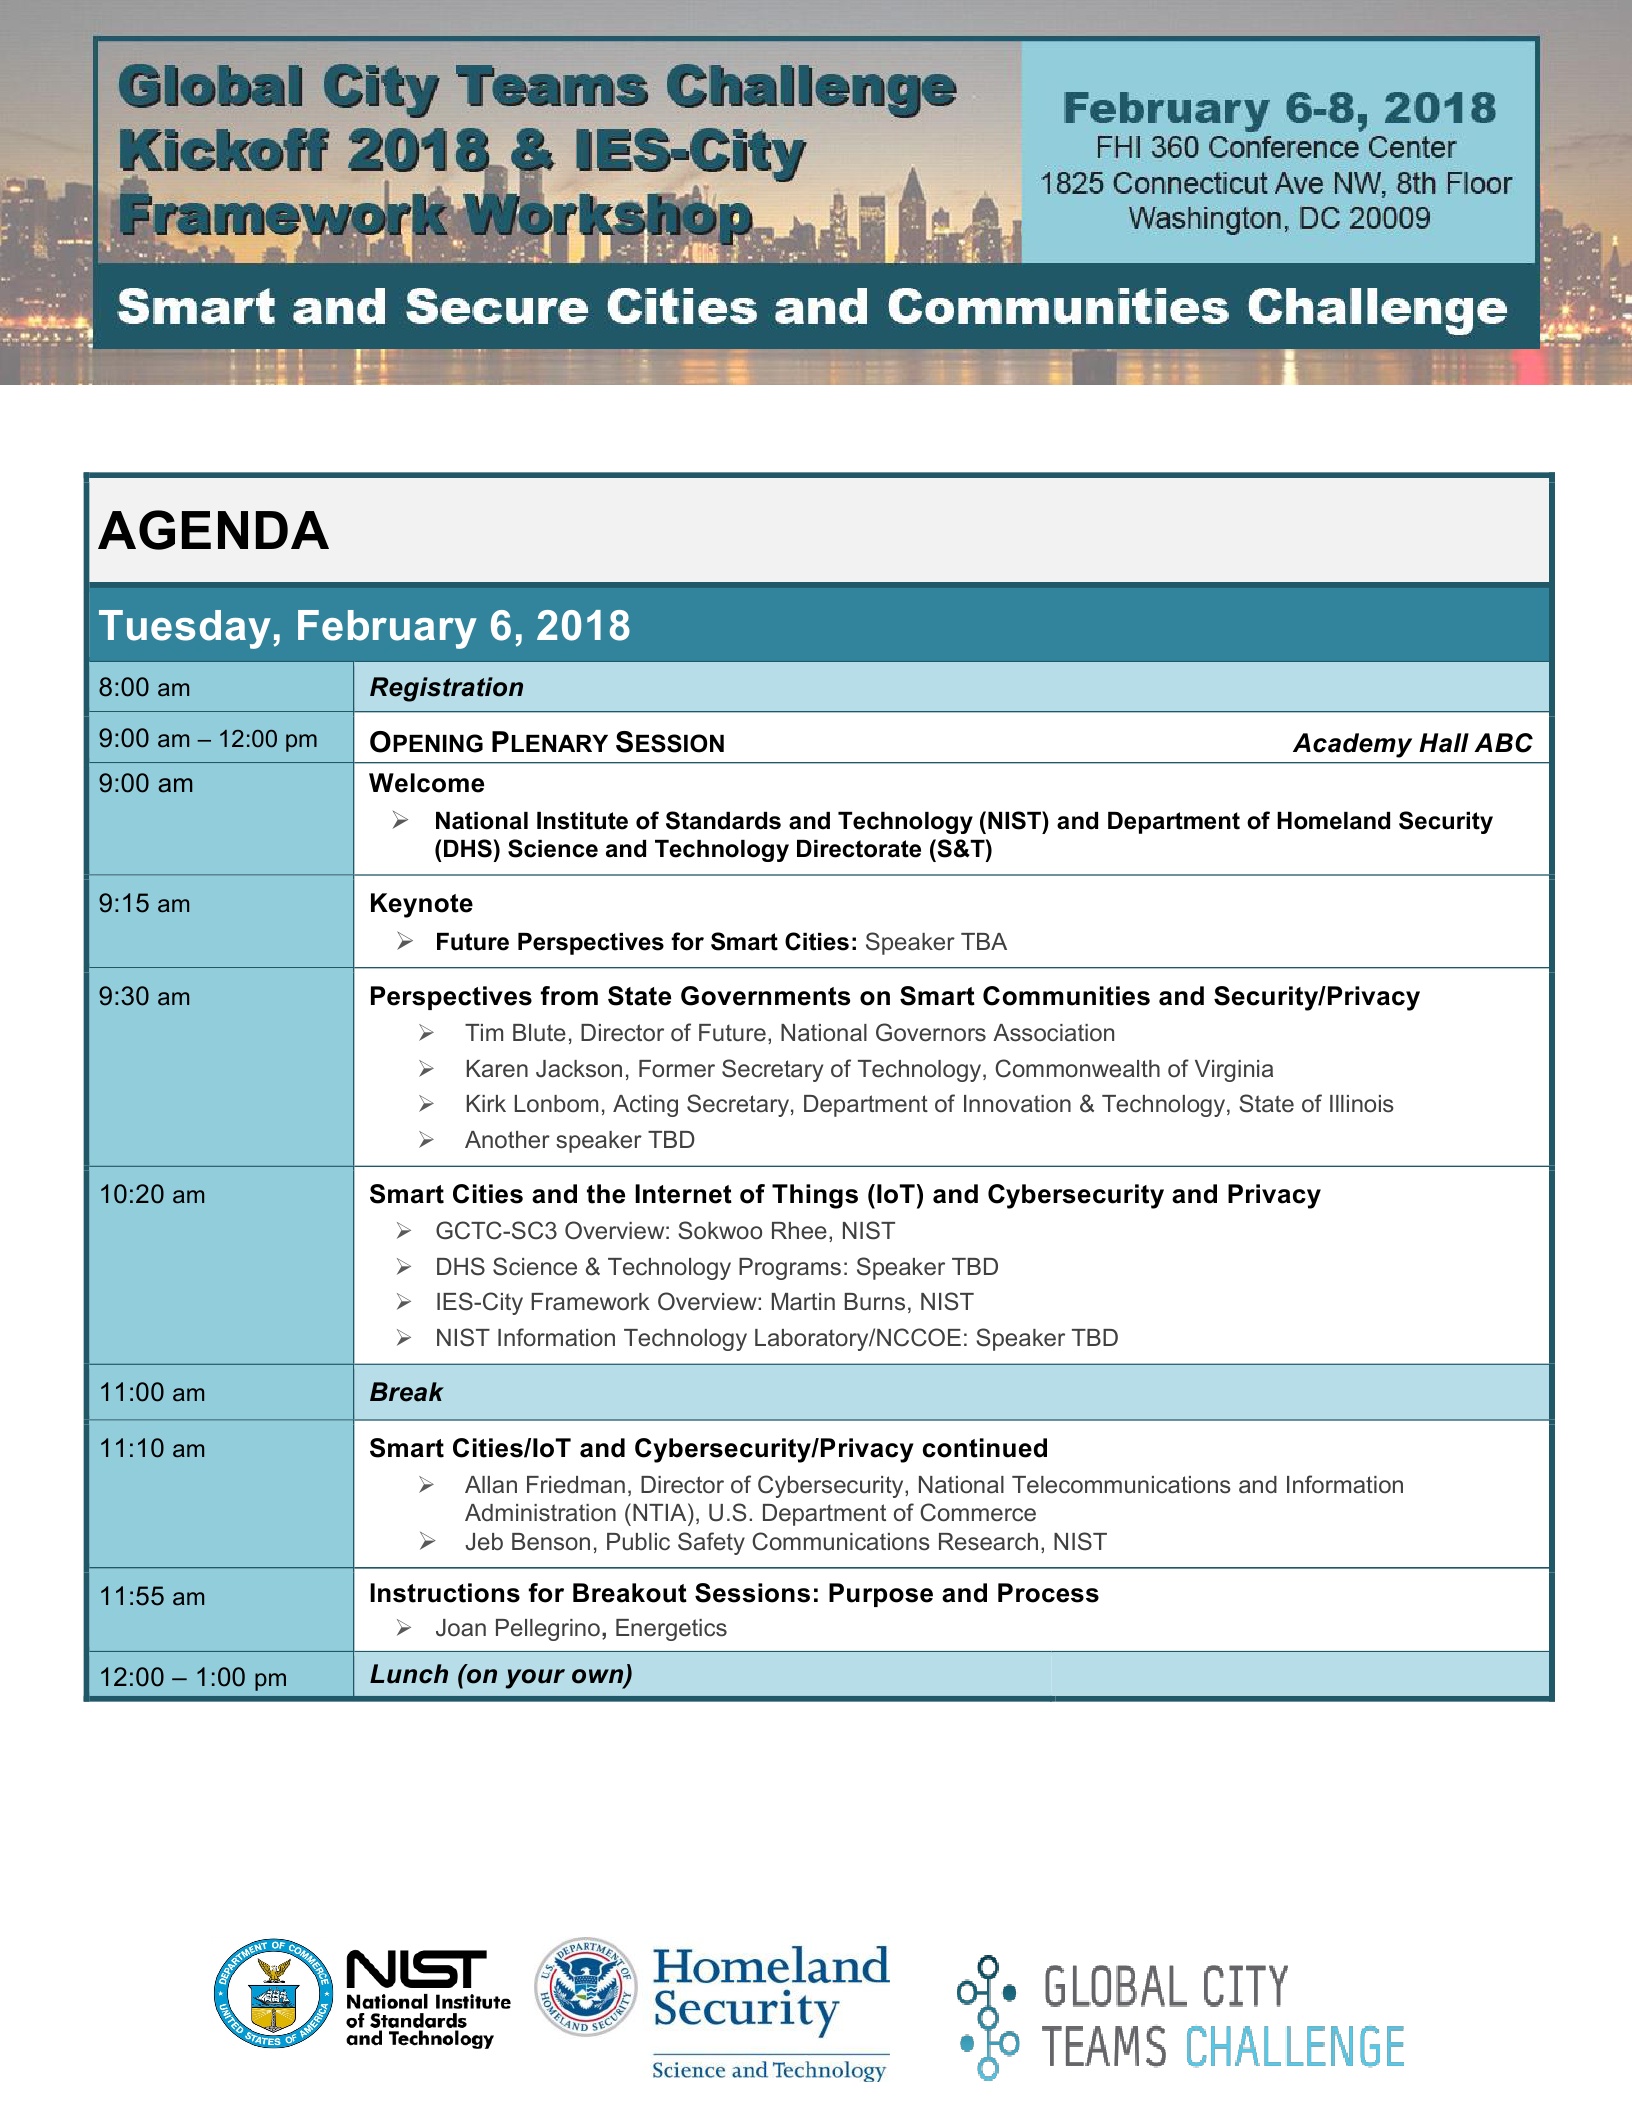 Global City Teams Challenge
Kickoff 2018 & IES-City
Framework Workshop
February 6-8, 2018
FHI 360 Conference Center
1825 Connecticut Ave NW, 8th Floor
Washington, DC 20009
Smart and Secure Cities and Communities Challenge
AGENDA
Tuesday, February 6, 2018
8:00 am Registration
9:00 am – 12:00 pm OPENING PLENARY SESSION Academy Hall ABC
9:00 am Welcome
➢ National Institute of Standards and Technology (NIST) and Department of Homeland Security
(DHS) Science and Technology Directorate (S&T)
9:15 am Keynote
➢ Future Perspectives for Smart Cities: Speaker TBA
9:30 am Perspectives from State Governments on Smart Communities and Security/Privacy
➢ Tim Blute, Director of Future, National Governors Association
➢ Karen Jackson, Former Secretary of Technology, Commonwealth of Virginia
➢ Kirk Lonbom, Acting Secretary, Department of Innovation & Technology, State of Illinois
➢ Another speaker TBD
10:20 am Smart Cities and the Internet of Things (IoT) and Cybersecurity and Privacy
➢ GCTC-SC3 Overview: Sokwoo Rhee, NIST
➢ DHS Science & Technology Programs: Speaker TBD
➢ IES-City Framework Overview: Martin Burns, NIST
➢ NIST Information Technology Laboratory/NCCOE: Speaker TBD
11:00 am Break
11:10 am Smart Cities/IoT and Cybersecurity/Privacy continued
➢ Allan Friedman, Director of Cybersecurity, National Telecommunications and Information
Administration (NTIA), U.S. Department of Commerce
➢ Jeb Benson, Public Safety Communications Research, NIST
11:55 am Instructions for Breakout Sessions: Purpose and Process
➢ Joan Pellegrino, Energetics
12:00 – 1:00 pm Lunch (on your own)
DEPARTMENT OF COMMERCE
UNITED STATES OF AMERICA
NIST
National Institute
of Standards
and Technology
U.S. DEPARTMENT OF
HOMELAND SECURITY
Homeland
Security
Science and Technology
GLOBAL CITY
TEAMS CHALLENGE